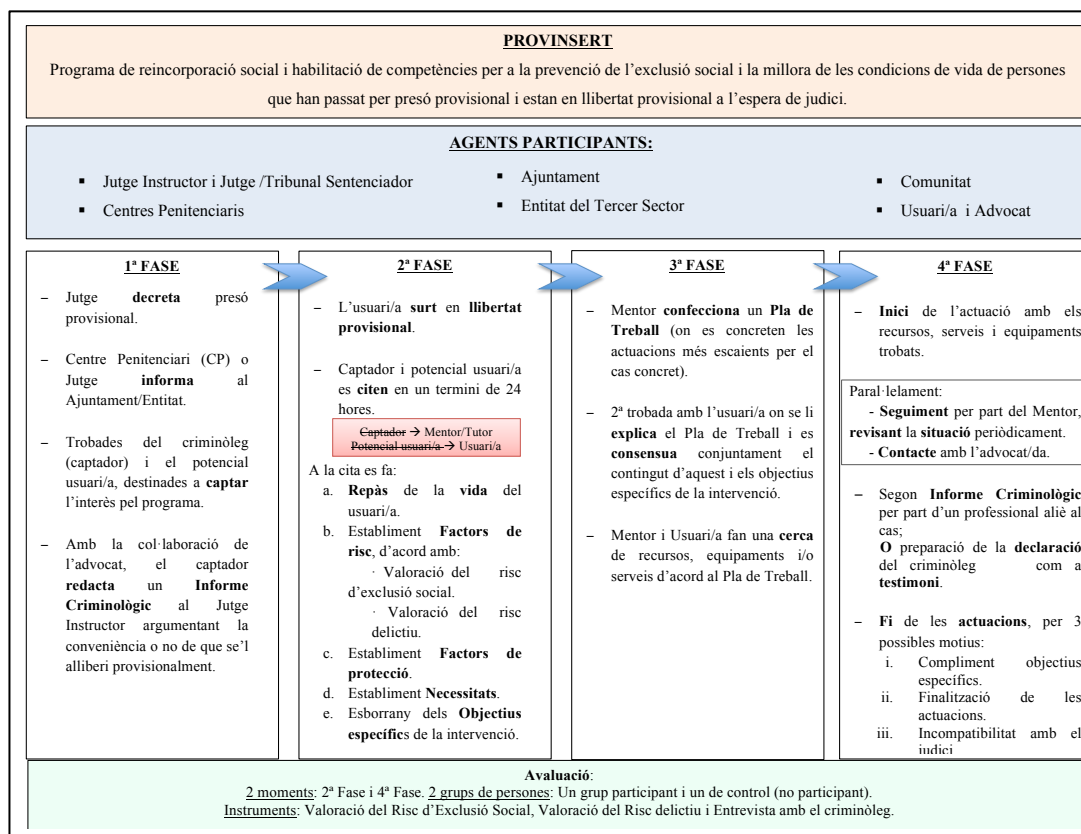 PROVINSERT
Programa de reincorporació social i habilitació de competències per a la prevenció de l'exclusió social i la millora de les condicions de vida de persones
que han passat per presó provisional i estan en llibertat provisional a l'espera de judici.
AGENTS PARTICIPANTS:
▪ Jutge Instructor i Jutge /Tribunal Sentenciador
▪ Centres Penitenciaris
▪ Ajuntament
▪ Entitat del Tercer Sector
▪ Comunitat
▪ Usuari/a i Advocat
1ª FASE
– Jutge decreta presó
provisional.
– Centre Penitenciari (CP) o
Jutge informa al
Ajuntament/Entitat.
– Trobades del criminòleg
(captador) i el potencial
usuari/a, destinades a captar
l'interès pel programa.
– Amb la col·laboració de
l'advocat, el captador
redacta un Informe
Criminològic al Jutge
Instructor argumentant la
conveniència o no de que se'l
alliberi provisionalment.
2ª FASE
– L'usuari/a surt en llibertat
provisional.
– Captador i potencial usuari/a
es citen en un termini de 24
hores.
Captador → Mentor/Tutor
Potencial usuari/a → Usuari/a
A la cita es fa:
a. Repàs de la vida del
usuari/a.
b. Establiment Factors de
risc, d'acord amb:
· Valoració del risc
d'exclusió social.
· Valoració del risc
delictiu.
c. Establiment Factors de
protecció.
d. Establiment Necessitats.
e. Esborrany dels Objectius
específics de la intervenció.
3ª FASE
– Mentor confecciona un Pla de
Treball (on es concreten les
actuacions més escaients per el
cas concret).
– 2ª trobada amb l'usuari/a on se li
explica el Pla de Treball i es
consensua conjuntament el
contingut d'aquest i els objectius
específics de la intervenció.
– Mentor i Usuari/a fan una cerca
de recursos, equipaments i/o
serveis d'acord al Pla de Treball.
4ª FASE
– Inici de l'actuació amb els
recursos, serveis i equipaments
trobats.
Paral·lelament:
- Seguiment per part del Mentor,
revisant la situació periòdicament.
- Contacte amb l'advocat/da.
– Segon Informe Criminològic
per part d'un professional aliè al
cas;
O preparació de la declaració
del criminòleg com a
testimoni.
– Fi de les actuacions, per 3
possibles motius:
i. Compliment objectius
específics.
ii. Finalització de les
actuacions.
iii. Incompatibilitat amb el
judici
Avaluació:
2 moments: 2ª Fase i 4ª Fase. 2 grups de persones: Un grup participant i un de control (no participant).
Instruments: Valoració del Risc d'Exclusió Social, Valoració del Risc delictiu i Entrevista amb el criminòleg.